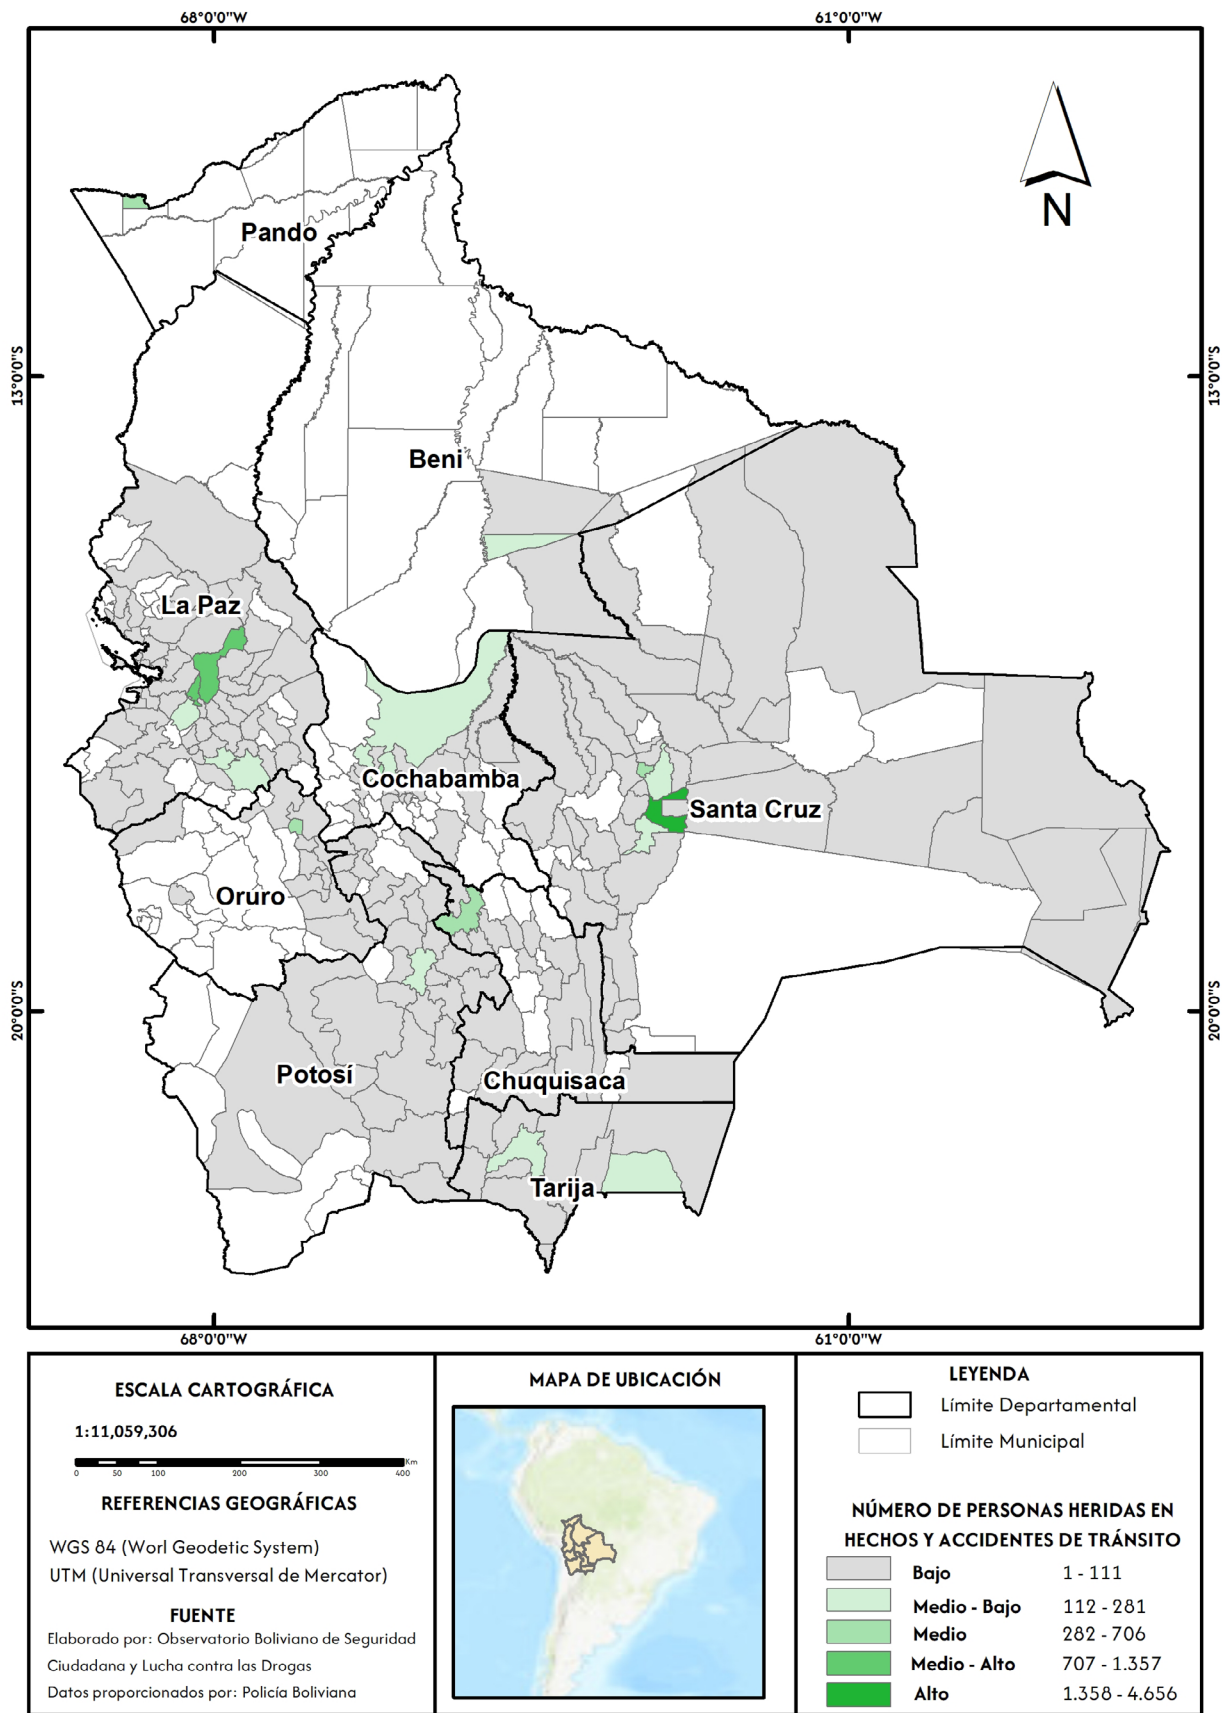 68°0'0"W 61°0'0"W
N
Pando
13°0'0"S 13°0'0"S
Beni
La Paz
Cochabamba
Santa Cruz
Oruro
20°0'0"S 20°0'0"S
Potosí
Chuquisaca
Tarija
68°0'0"W 61°0'0"W
ESCALA CARTOGRÁFICA
1:11,059,306
0 50 100 200 300 400 Km
REFERENCIAS GEOGRÁFICAS
WGS 84 (Worl Geodetic System)
UTM (Universal Transversal de Mercator)
FUENTE
Elaborado por: Observatorio Boliviano de Seguridad
Ciudadana y Lucha contra las Drogas
Datos proporcionados por: Policía Boliviana
MAPA DE UBICACIÓN
LEYENDA
Límite Departamental
Límite Municipal
NÚMERO DE PERSONAS HERIDAS EN
HECHOS Y ACCIDENTES DE TRÁNSITO
Bajo 1 - 111
Medio - Bajo 112 - 281
Medio 282 - 706
Medio - Alto 707 - 1.357
Alto 1.358 - 4.656